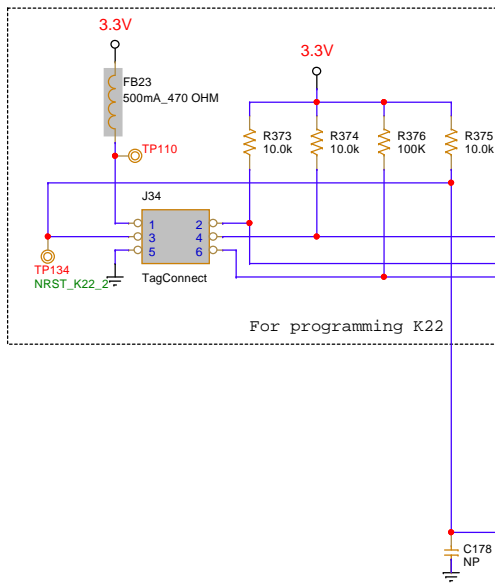 3.3V
FB23
500mA_470 OHM
TP110
3.3V
R373
10.0k
R374
10.0k
R376
100K
R375
10.0k
J34
1
2
3
4
5
6
TagConnect
TP134
NRST_K22_2
For programming K22
C178
NP